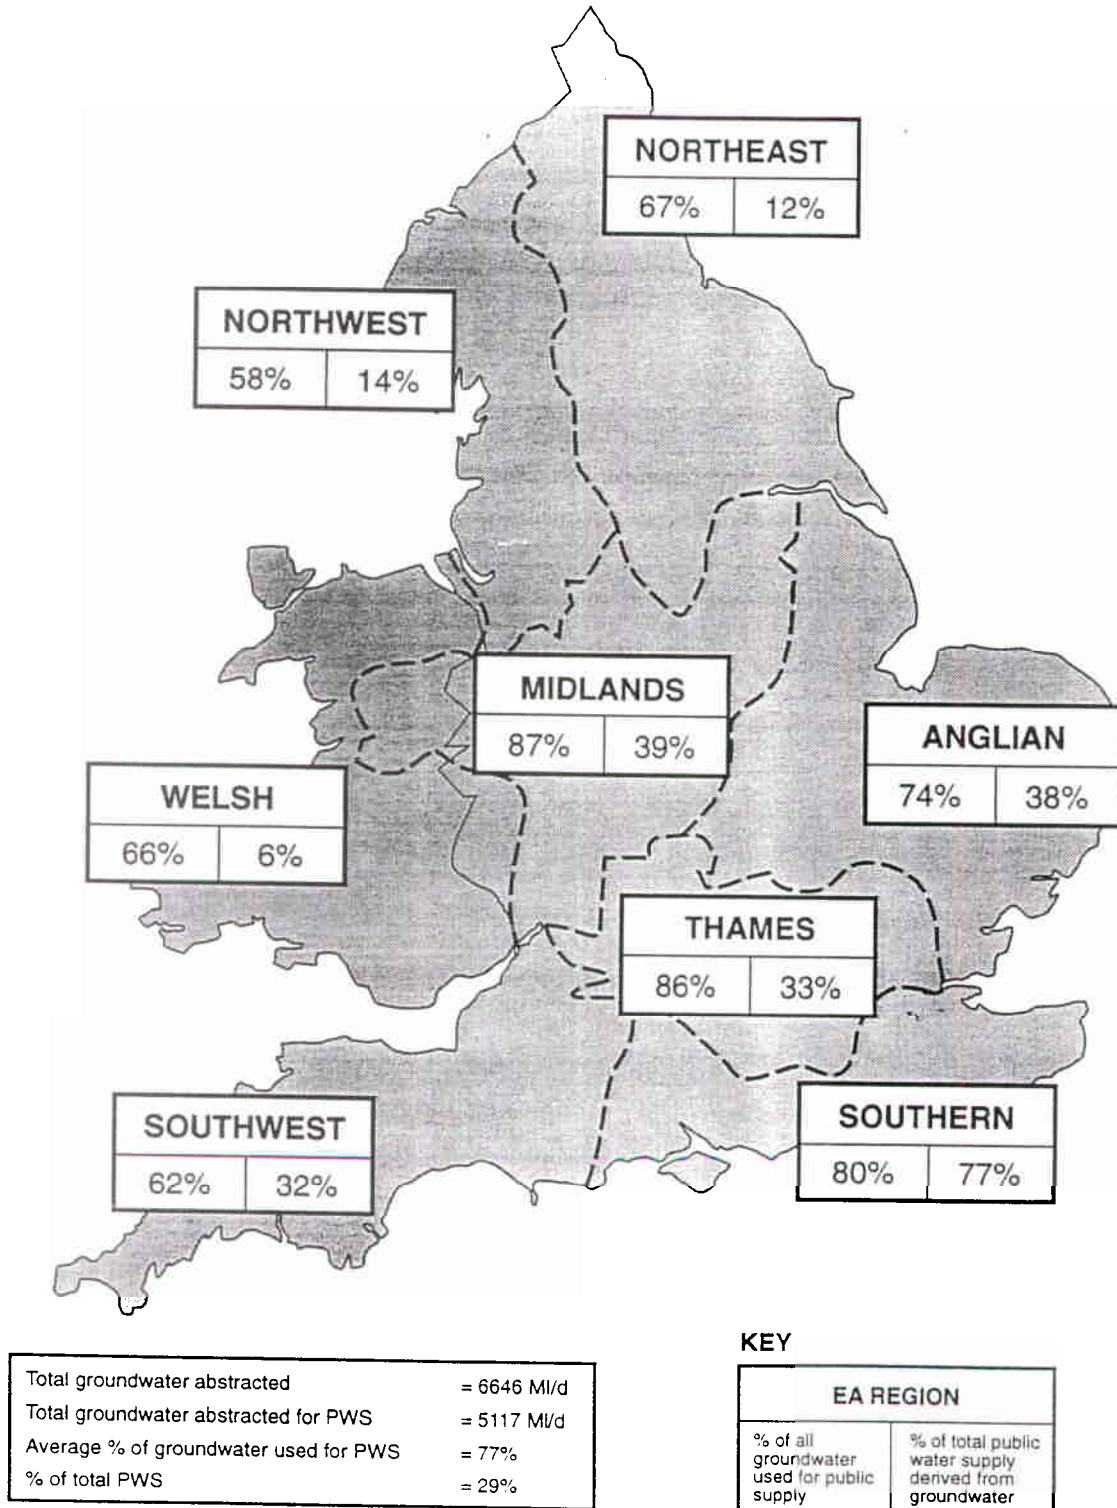 NORTHEAST
67% 12%
NORTHWEST
58% 14%
MIDLANDS
87% 39%
ANGLIAN
74% 38%
WELSH
66% 6%
THAMES
86% 33%
SOUTHWEST
62% 32%
SOUTHERN
80% 77%
Total groundwater abstracted = 6646 Ml/d
Total groundwater abstracted for PWS = 5117 Ml/d
Average % of groundwater used for PWS = 77%
% of total PWS = 29%
KEY
EA REGION
% of all
groundwater
used for public
supply
% of total public
water supply
derived from
groundwater